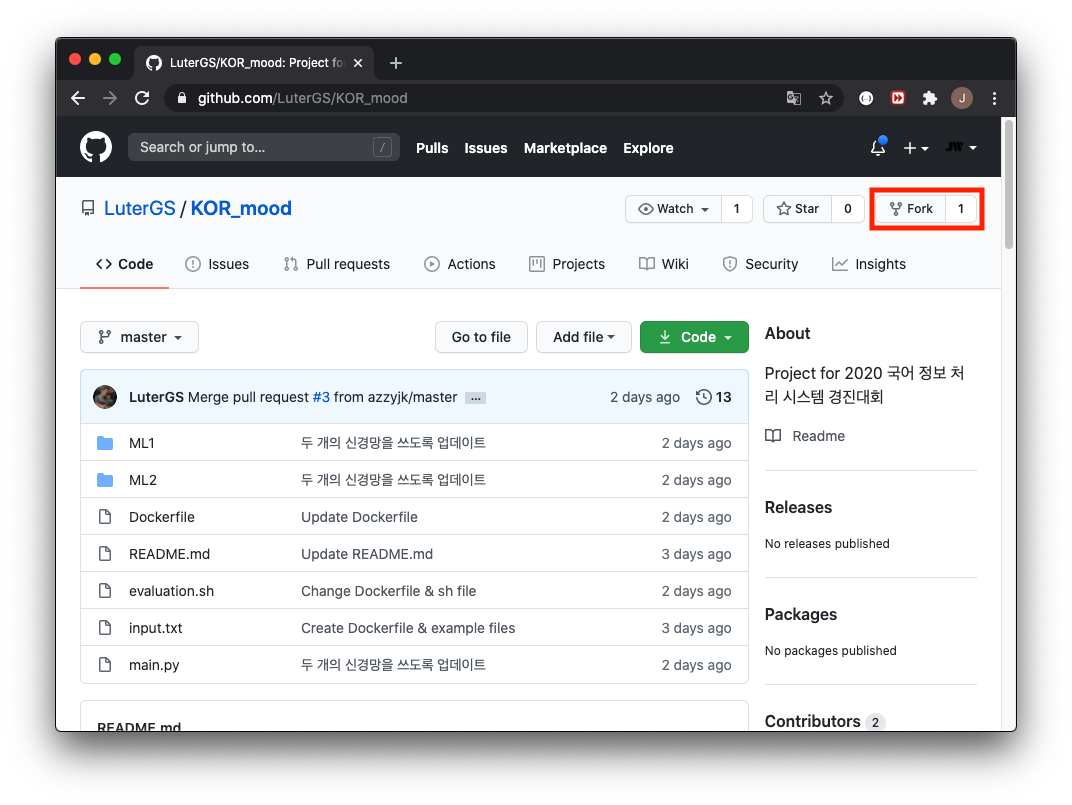 LuterGS/KOR_mood: Project fo
github.com/LuterGS/KOR_mood
J
Search or jump to... /
Pulls Issues Marketplace Explore
LuterGS / KOR_mood
Watch 1 Star 0 Fork 1
Code Issues Pull requests Actions Projects Wiki Security Insights
master Go to file Add file Code
LuterGS Merge pull request #3 from azzyjk/master ... 2 days ago 13
ML1 두 개의 신경망을 쓰도록 업데이트 2 days ago
ML2 두 개의 신경망을 쓰도록 업데이트 2 days ago
Dockerfile Update Dockerfile 2 days ago
README.md Update README.md 3 days ago
evaluation.sh Change Dockerfile & sh file 2 days ago
input.txt Create Dockerfile & example files 3 days ago
main.py 두 개의 신경망을 쓰도록 업데이트 2 days ago
README.md
About
Project for 2020 국어 정보 처
리 시스템 경진대회
Readme
Releases
No releases published
Packages
No packages published
Contributors 2